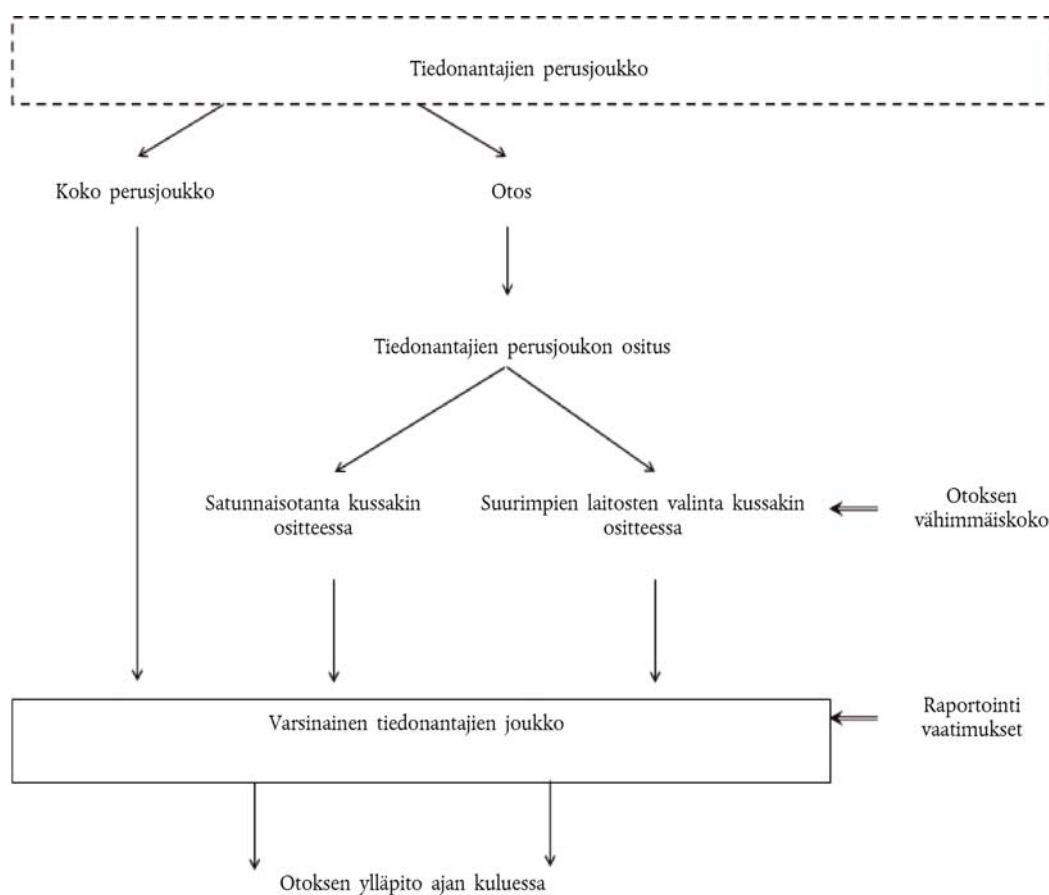 Tiedonantajien perusjoukko
Koko perusjoukko
Otos
Tiedonantajien perusjoukon ositus
Satunnaisotanta kussakin
ositteessa
Suurimpien laitosten valinta kussakin
ositteessa
Otoksen
vähimmäiskoko
Varsinainen tiedonantajien joukko
Raportointi
vaatimukset
Otoksen ylläpito ajan kuluessa